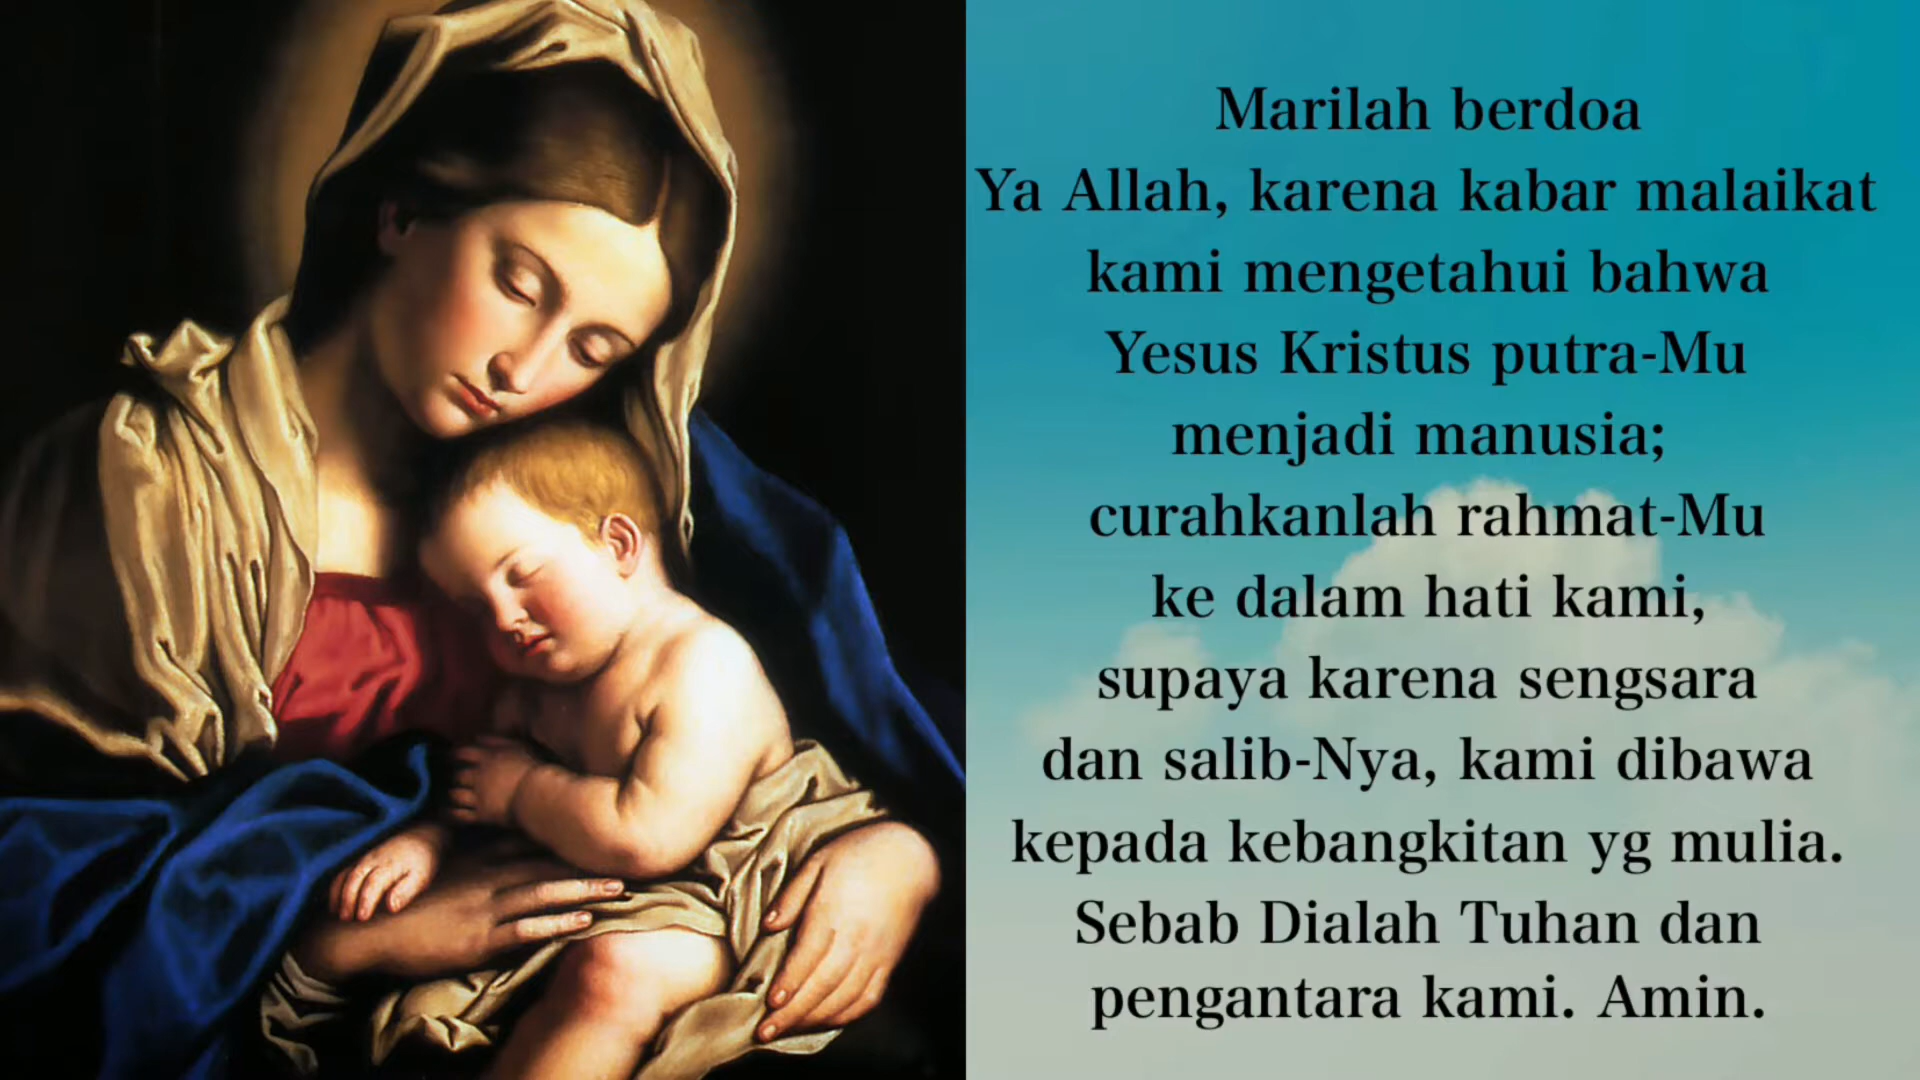 Marilah berdoa
Ya Allah, karena kabar malaikat
kami mengetahui bahwa
Yesus Kristus putra-Mu
menjadi manusia;
curahkanlah rahmat-Mu
ke dalam hati kami,
supaya karena sengsara
dan salib-Nya, kami dibawa
kepada kebangkitan yg mulia.
Sebab Dialah Tuhan dan
pengantara kami. Amin.